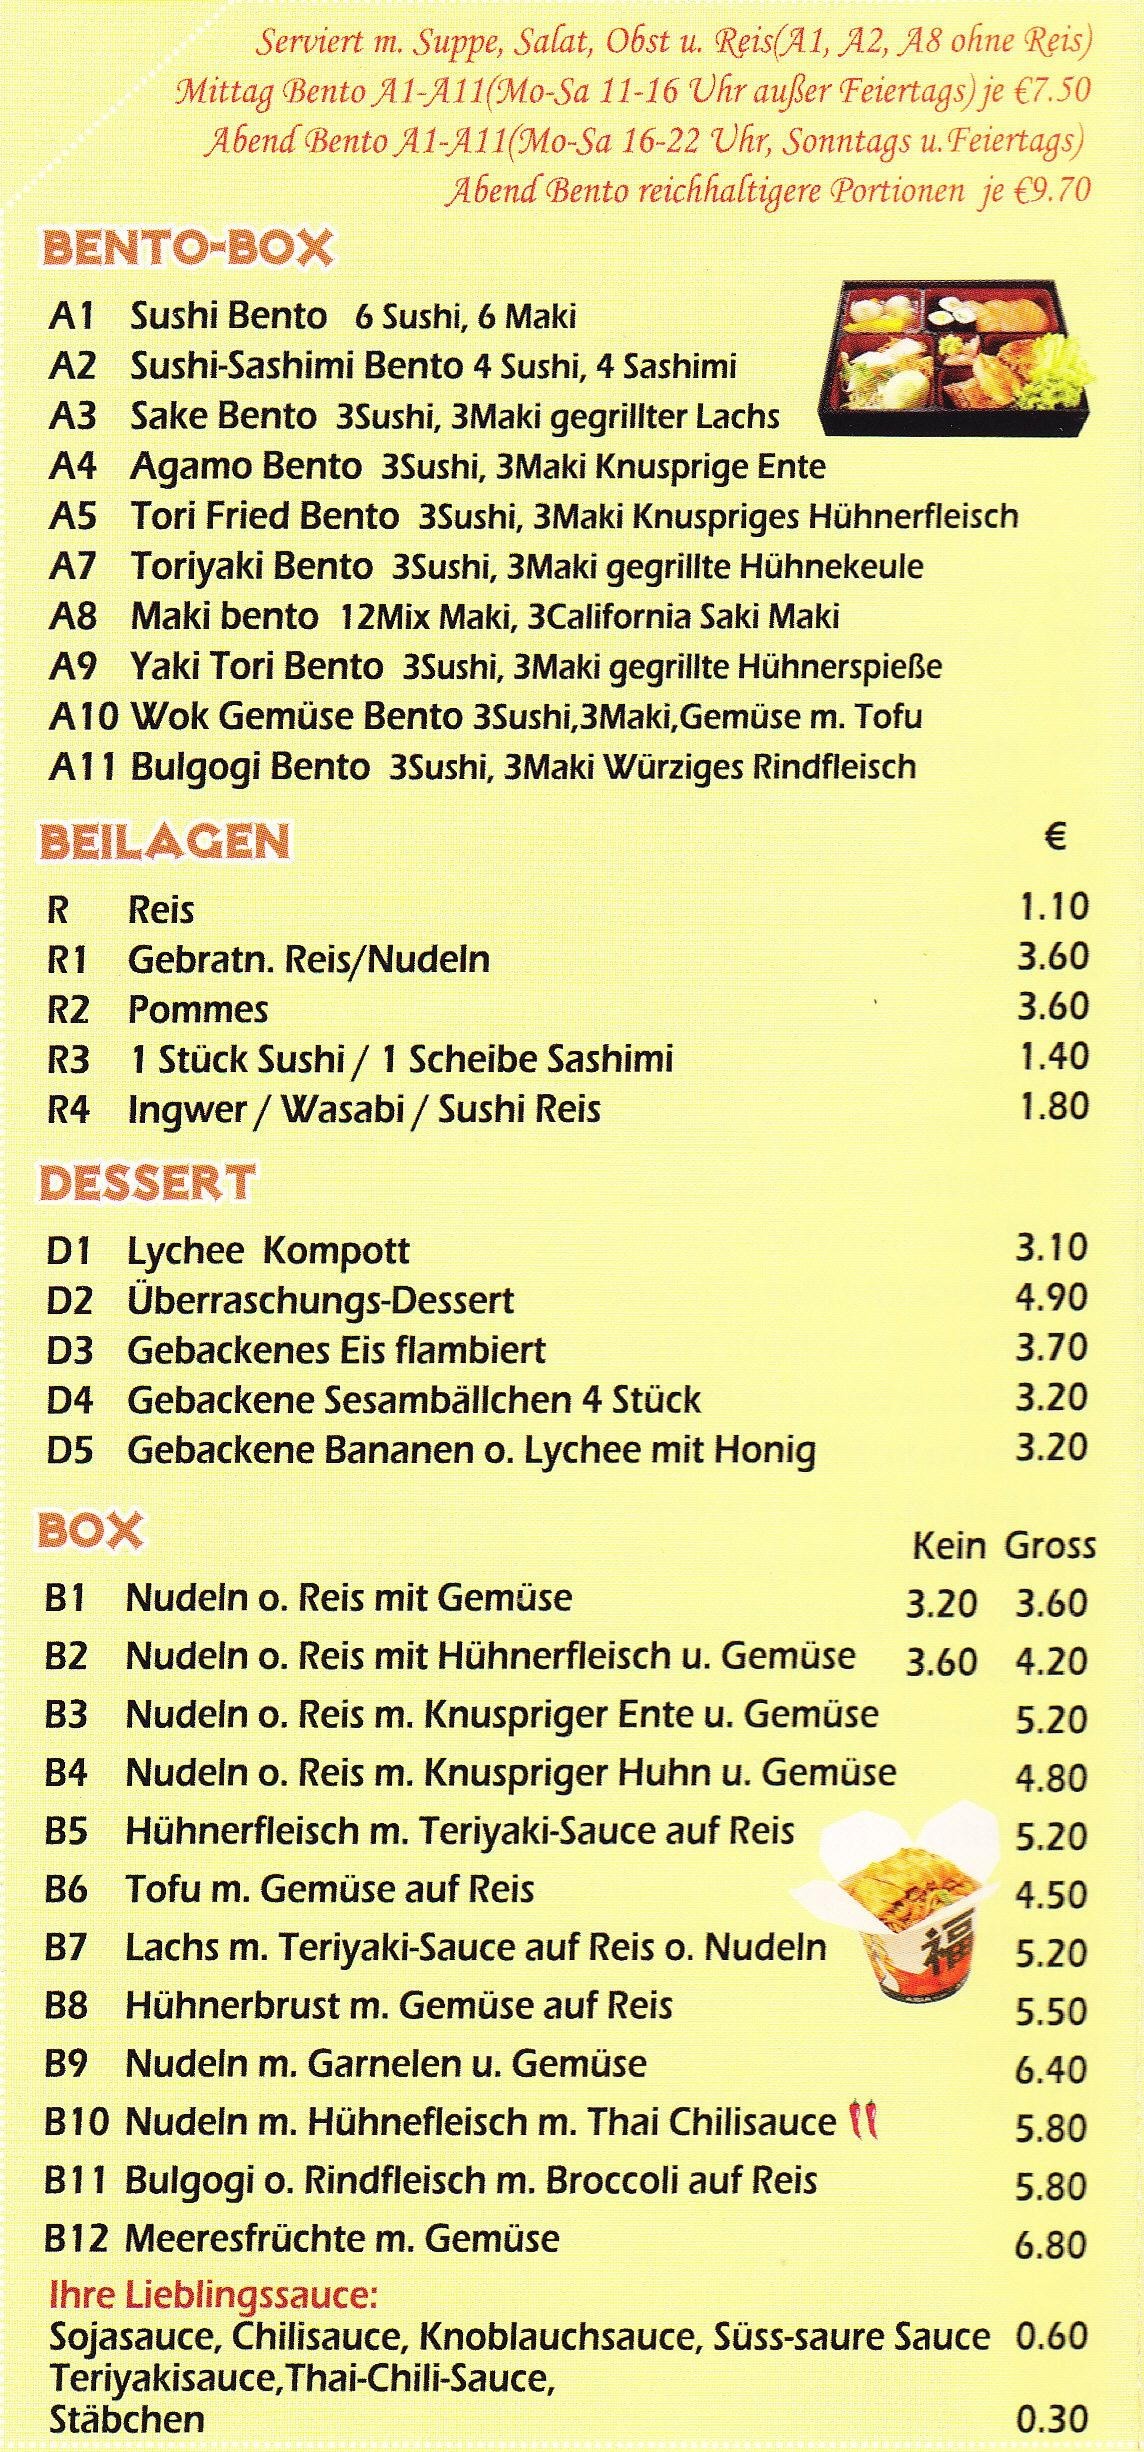 Serviert m. Suppe, Salat, Obst u. Reis(A1, A2, A8 ohne Reis)
Mittag Bento A1-A11(Mo-Sa 11-16 Uhr außer Feiertags) je €7.50
Abend Bento A1-A11(Mo-Sa 16-22 Uhr, Sonntags u.Feiertags)
Abend Bento reichhaltigere Portionen je €9.70
BENTO-BOX
A1 Sushi Bento 6 Sushi, 6 Maki
A2 Sushi-Sashimi Bento 4 Sushi, 4 Sashimi
A3 Sake Bento 3Sushi, 3Maki gegrillter Lachs
A4 Agamo Bento 3Sushi, 3Maki Knusprige Ente
A5 Tori Fried Bento 3Sushi, 3Maki Knuspriges Hühnerfleisch
A7 Toriyaki Bento 3Sushi, 3Maki gegrillte Hühnekeule
A8 Maki bento 12Mix Maki, 3California Saki Maki
A9 Yaki Tori Bento 3Sushi, 3Maki gegrillte Hühnerspieße
A10 Wok Gemüse Bento 3Sushi,3Maki,Gemüse m. Tofu
A11 Bulgogi Bento 3Sushi, 3Maki Würziges Rindfleisch
BEILAGEN €
R Reis 1.10
R1 Gebratn. Reis/Nudeln 3.60
R2 Pommes 3.60
R3 1 Stück Sushi / 1 Scheibe Sashimi 1.40
R4 Ingwer / Wasabi / Sushi Reis 1.80
DESSERT
D1 Lychee Kompott 3.10
D2 Überraschungs-Dessert 4.90
D3 Gebackenes Eis flambiert 3.70
D4 Gebackene Sesambällchen 4 Stück 3.20
D5 Gebackene Bananen o. Lychee mit Honig 3.20
BOX
Kein Gross
B1 Nudeln o. Reis mit Gemüse 3.20 3.60
B2 Nudeln o. Reis mit Hühnerfleisch u. Gemüse 3.60 4.20
B3 Nudeln o. Reis m. Knuspriger Ente u. Gemüse 5.20
B4 Nudeln o. Reis m. Knuspriger Huhn u. Gemüse 4.80
B5 Hühnerfleisch m. Teriyaki-Sauce auf Reis 5.20
B6 Tofu m. Gemüse auf Reis 4.50
B7 Lachs m. Teriyaki-Sauce auf Reis o. Nudeln 5.20
福
B8 Hühnerbrust m. Gemüse auf Reis 5.50
B9 Nudeln m. Garnelen u. Gemüse 6.40
B10 Nudeln m. Hühnefleisch m. Thai Chilisauce 5.80
B11 Bulgogi o. Rindfleisch m. Broccoli auf Reis 5.80
B12 Meeresfrüchte m. Gemüse 6.80
Ihre Lieblingssauce:
Sojasauce, Chilisauce, Knoblauchsauce, Süss-saure Sauce 0.60
Teriyakisauce,Thai-Chili-Sauce,
Stäbchen 0.30